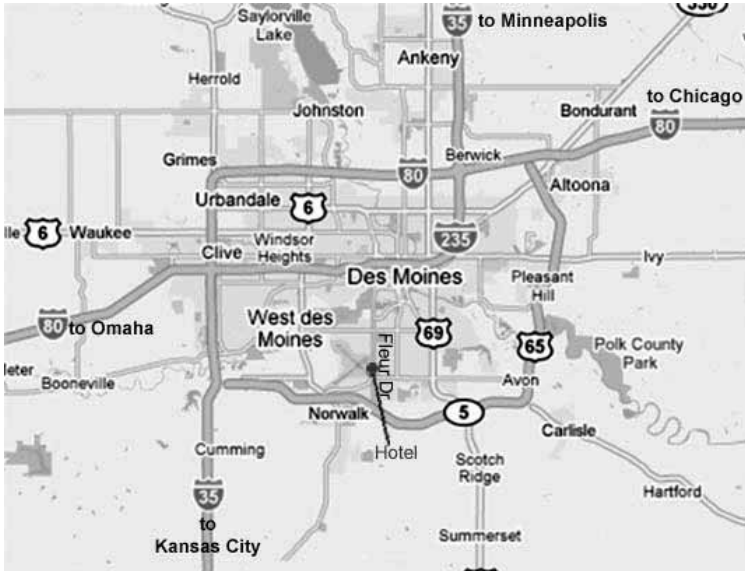 330
Saylorville
Lake
35
to Minneapolis
Ankeny
Herrold
to Chicago
Johnston
Bondurant
80
Grimes
Berwick
80
Altoona
Urbandale
6
6
Waukee
235
Windsor
Heights
Clive
Ivy
Des Moines
Pleasant
Hill
80
to Omaha
West des
Moines
Fleur Dr.
69
65
Polk County
Park
Booneville
Avon
Norwalk
5
Carlisle
Cumming
Hotel
Scotch
Ridge
35
Hartford
to
Kansas City
Summerset